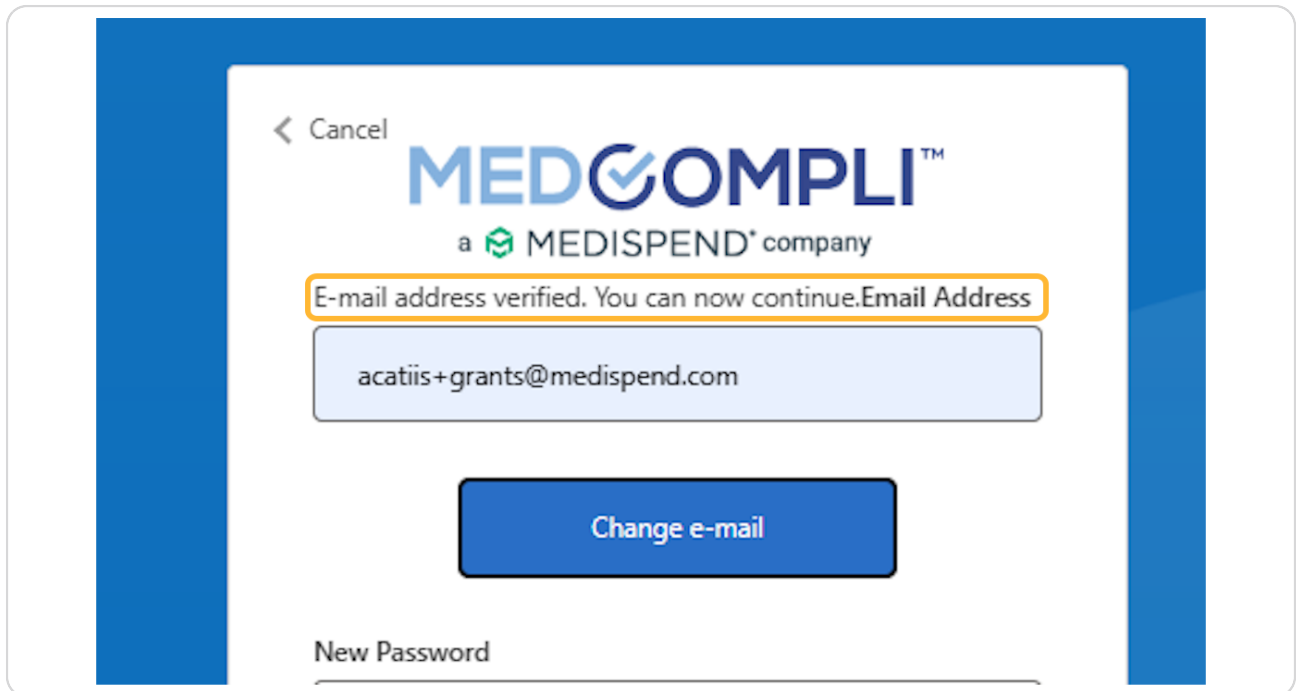 Cancel
MEDCOMPLI™
a MEDISPEND® company
E-mail address verified. You can now continue.Email Address
acatiis+grants@medispend.com
Change e-mail
New Password